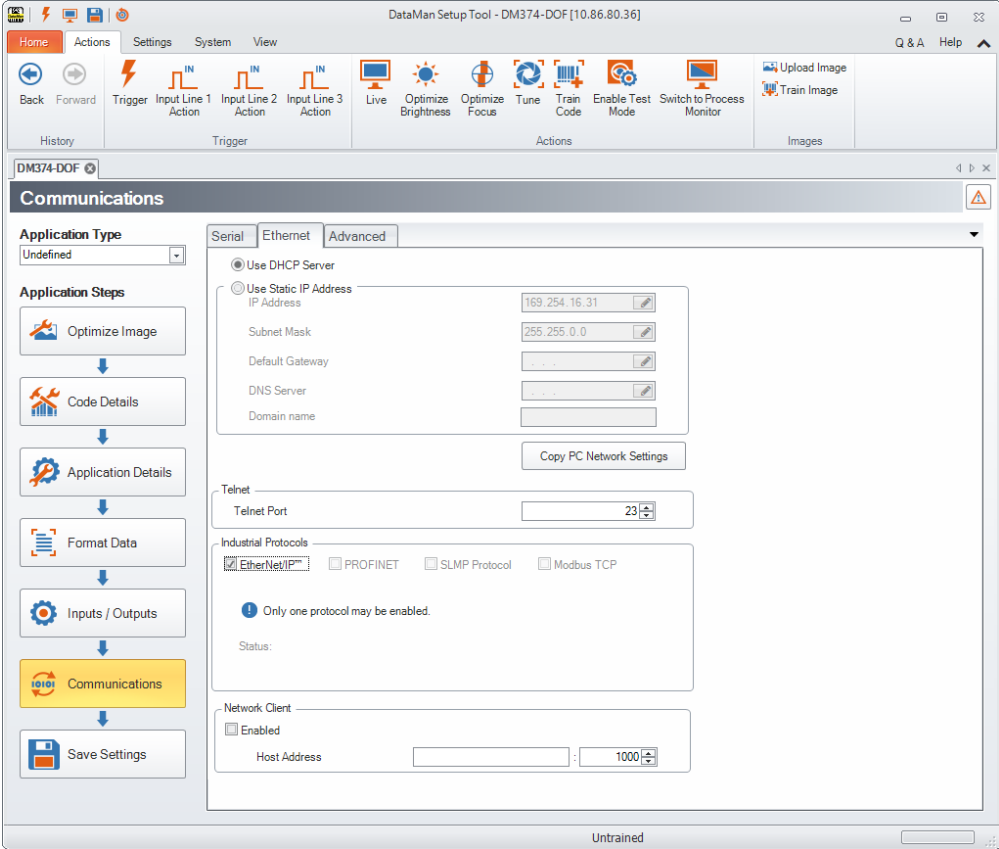 DataMan Setup Tool - DM374-DOF [10.86.80.36]
Home Actions Settings System View Q & A Help
Back Forward Trigger Input Line 1 Action Input Line 2 Action Input Line 3 Action Live Optimize Brightness Optimize Focus Tune Train Code Enable Test Mode Switch to Process Monitor
IN IN IN
Upload Image
Train Image
History Trigger Actions Images
DM374-DOF
Communications
Application Type
Undefined
Application Steps
Optimize Image
Code Details
Application Details
Format Data
Inputs / Outputs
10101
Communications
Save Settings
Serial Ethernet Advanced
Use DHCP Server
Use Static IP Address
IP Address 169.254.16.31
Subnet Mask 255.255.0.0
Default Gateway . . .
DNS Server . . .
Domain name
Copy PC Network Settings
Telnet
Telnet Port 23
Industrial Protocols
EtherNet/IP™ PROFINET SLMP Protocol Modbus TCP
Only one protocol may be enabled.
Status:
Network Client
Enabled
Host Address : 1000
Untrained